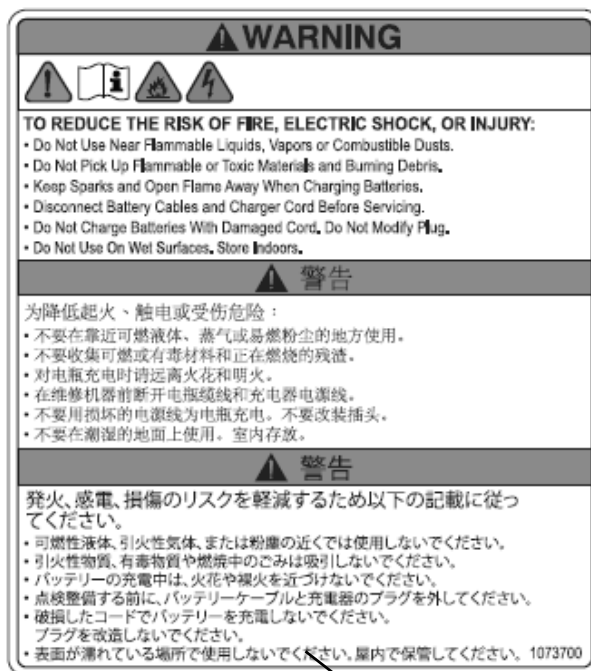 WARNING
TO REDUCE THE RISK OF FIRE, ELECTRIC SHOCK, OR INJURY:
• Do Not Use Near Flammable Liquids, Vapors or Combustible Dusts.
• Do Not Pick Up Flammable or Toxic Materials and Burning Debris.
• Keep Sparks and Open Flame Away When Charging Batteries.
• Disconnect Battery Cables and Charger Cord Before Servicing.
• Do Not Charge Batteries With Damaged Cord. Do Not Modify Plug.
• Do Not Use On Wet Surfaces. Store Indoors.
警告
为降低起火、触电或受伤危险：
• 不要在靠近可燃液体、蒸气或易燃粉尘的地方使用。
• 不要收集可燃或有毒材料和正在燃烧的残渣。
• 对电瓶充电时请远离火花和明火。
• 在维修机器前断开电瓶缆线和充电器电源线。
• 不要用损坏的电源线为电瓶充电。不要改装插头。
• 不要在潮湿的地面上使用。室内存放。
警告
発火、感電、損傷のリスクを軽減するため以下の記載に従っ
てください。
• 可燃性液体、引火性気体、または粉塵の近くでは使用しないでください。
• 引火性物質、有毒物質や燃焼中のごみは吸引しないでください。
• バッテリーの充電中は、火花や裸火を近づけないでください。
• 点検整備する前に、バッテリーケーブルと充電器のプラグを外してください。
• 破損したコードでバッテリーを充電しないでください。
プラグを改造しないでください。
• 表面が濡れている場所で使用しないでください。屋内で保管してください。 1073700